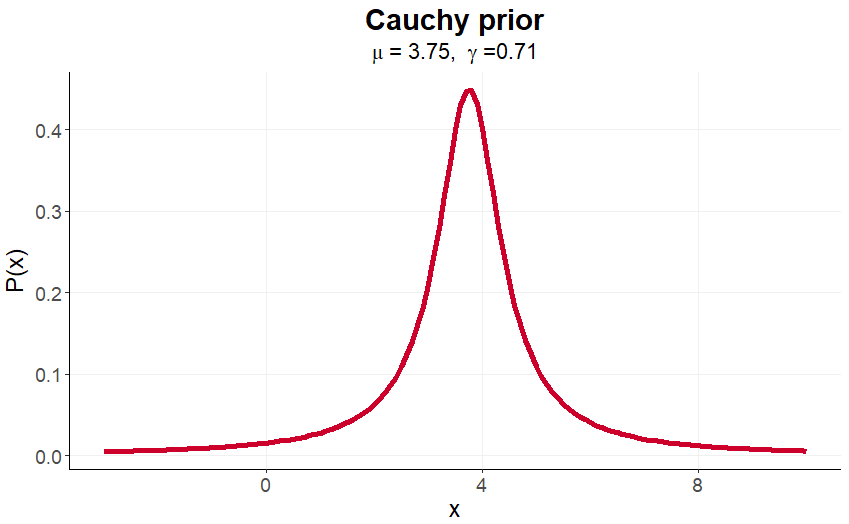 Cauchy prior
μ = 3.75, γ =0.71
0.4
0.3
0.2
0.1
0.0
P(x)
0 4 8
x